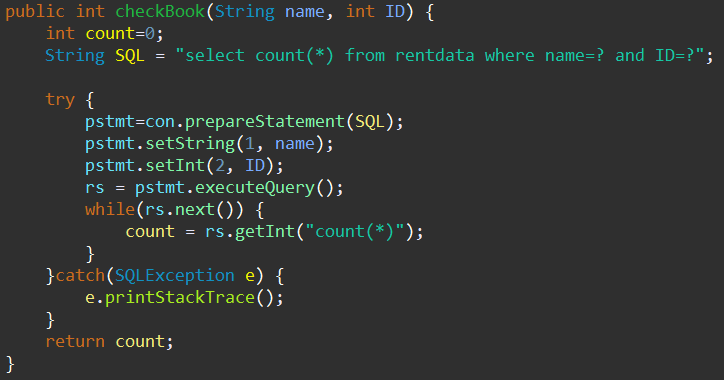 public int checkBook(String name, int ID) {
    int count=0;
    String SQL = "select count(*) from rentdata where name=? and ID=?";

    try {
        pstmt=con.prepareStatement(SQL);
        pstmt.setString(1, name);
        pstmt.setInt(2, ID);
        rs = pstmt.executeQuery();
        while(rs.next()) {
            count = rs.getInt("count(*)");
        }
    }catch(SQLException e) {
        e.printStackTrace();
    }
    return count;
}